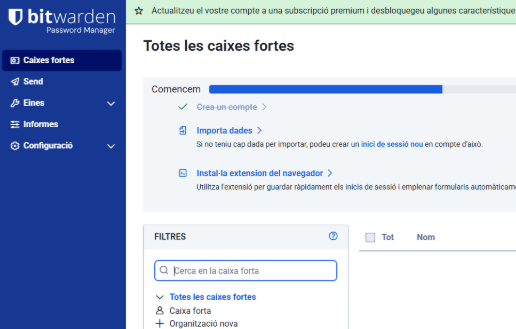 bitwarden
Password Manager
Caixes fortes
Send
Eines
Informes
Configuració
Actualitzeu el vostre compte a una subscripció premium i desbloquegeu algunes característique
Totes les caixes fortes
Comencem
Crea un compte
Importa dades
Si no teniu cap dada per importar, podeu crear un inici de sessió nou en compte d'això.
Instal·la extension del navegador
Utilitza l'extensió per guardar ràpidament els inicis de sessió i emplenar formularis automàticame
FILTRES
Cerca en la caixa forta
Totes les caixes fortes
Caixa forta
Organització nova
Tot Nom